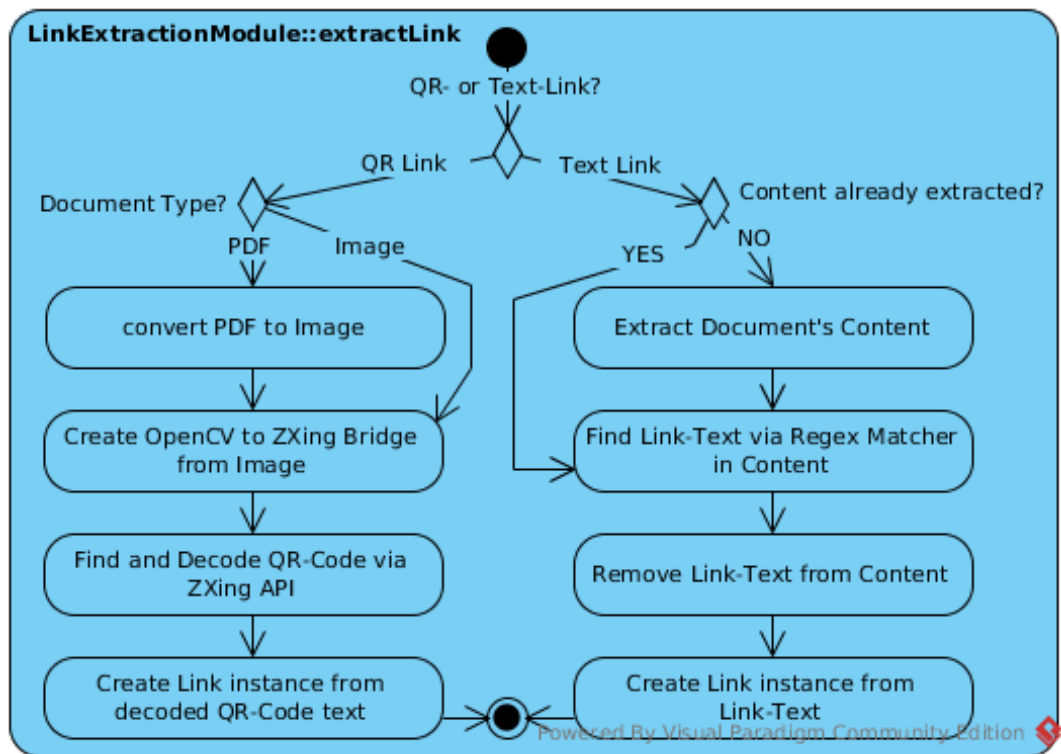 LinkExtractionModule::extractLink
QR- or Text-Link?
QR Link
Text Link
Document Type?
Content already extracted?
PDF
Image
YES
NO
convert PDF to Image
Extract Document's Content
Create OpenCV to ZXing Bridge
from Image
Find Link-Text via Regex Matcher
in Content
Find and Decode QR-Code via
ZXing API
Remove Link-Text from Content
Create Link instance from
decoded QR-Code text
Create Link instance from
Link-Text
Powered By Visual Paradigm Community Edition